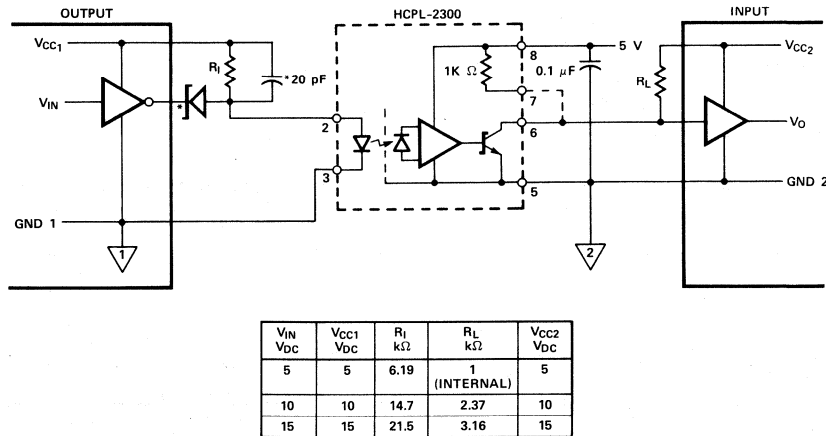 OUTPUT
HCPL-2300
INPUT
VCC1
RI
*20 pF
VIN
*
2
3
GND 1
1
1K Ω
8
7
6
5
5 V
0.1 μF
2
RL
VCC2
VO
GND 2
VIN VDC VCC1 VDC RI kΩ RL kΩ VCC2 VDC
5 5 6.19 1 (INTERNAL) 5
10 10 14.7 2.37 10
15 15 21.5 3.16 15